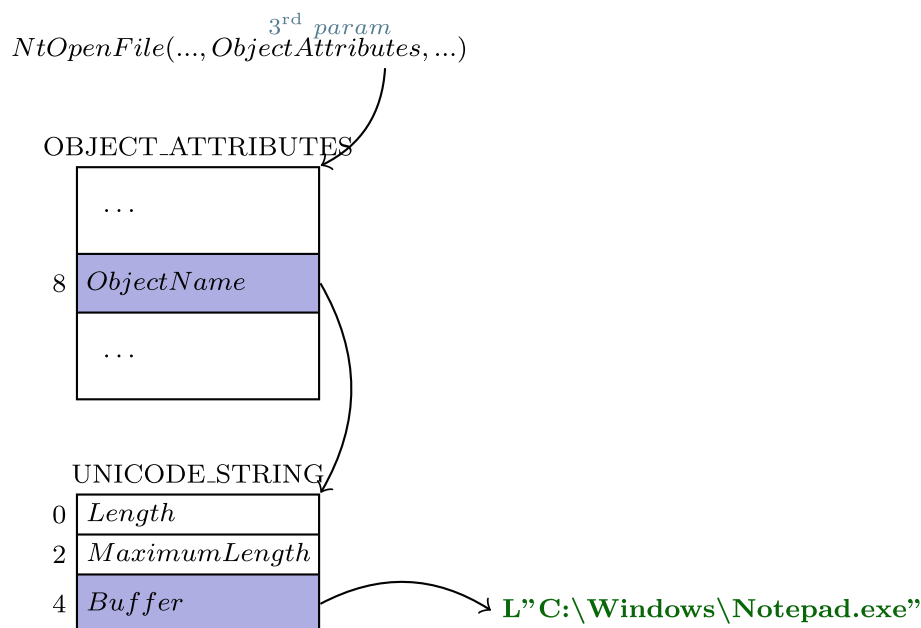 3rd param
NtOpenFile(..., ObjectAttributes, ...)
OBJECT_ATTRIBUTES
...
8 ObjectName
...
UNICODE_STRING
0 Length
2 MaximumLength
4 Buffer L”C:\Windows\Notepad.exe”